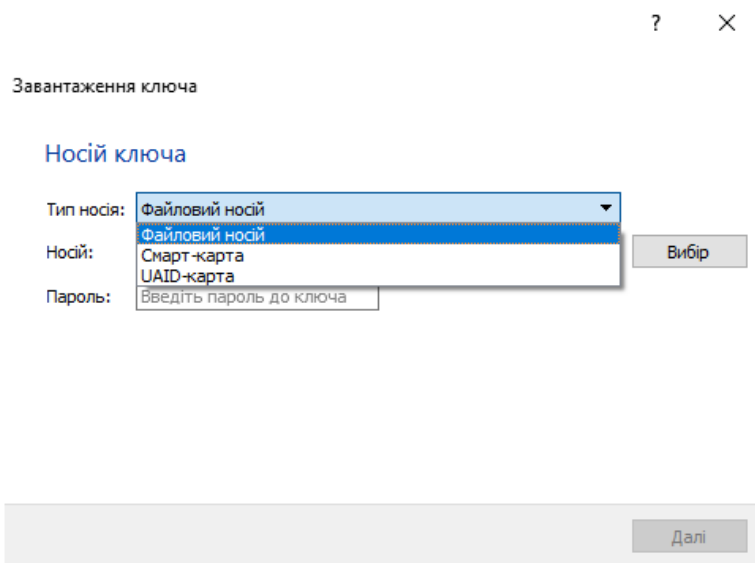 ?
Завантаження ключа
Носій ключа
Тип носія: Файловий носій
Файловий носій
Носій: Вибір
Смарт-карта
UAID-карта
Пароль: Введіть пароль до ключа
Далі